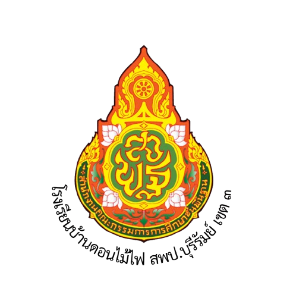 สำนักงานคณะกรรมการการศึกษาขั้นพื้นฐาน
โรงเรียนบ้านดอนไม้ไฟ สพป.บุรีรัมย์ เขต ๓